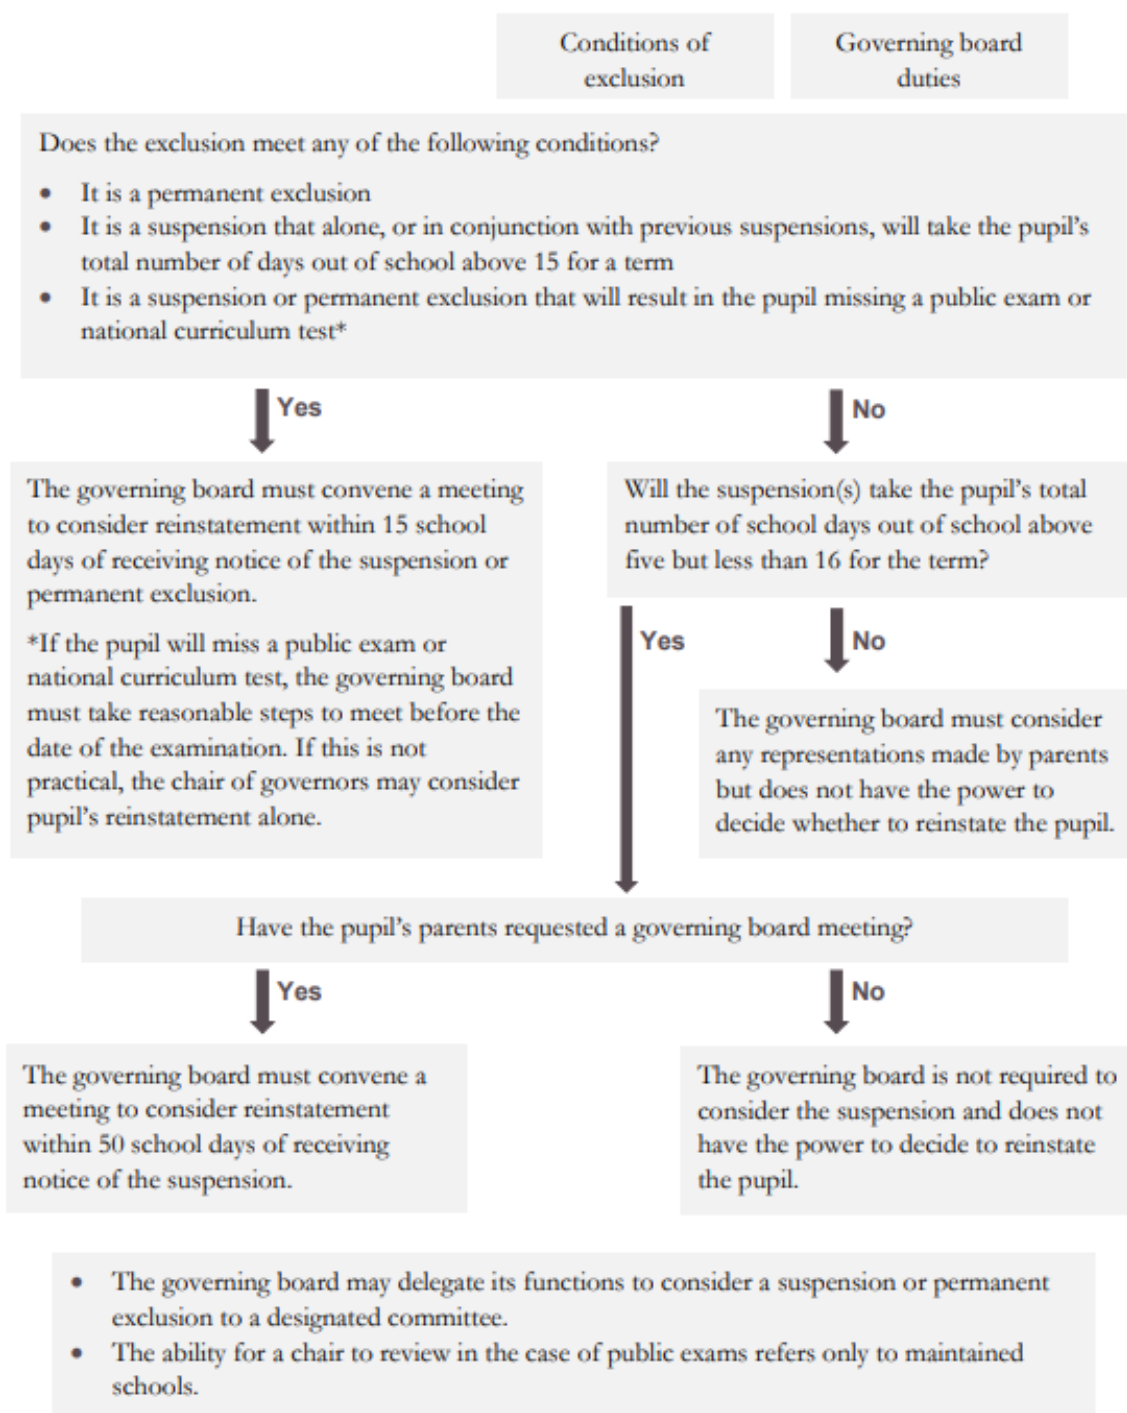 Conditions of
exclusion
Governing board
duties
Does the exclusion meet any of the following conditions?
• It is a permanent exclusion
• It is a suspension that alone, or in conjunction with previous suspensions, will take the pupil's
total number of days out of school above 15 for a term
• It is a suspension or permanent exclusion that will result in the pupil missing a public exam or
national curriculum test*
Yes
No
The governing board must convene a meeting
to consider reinstatement within 15 school
days of receiving notice of the suspension or
permanent exclusion.
*If the pupil will miss a public exam or
national curriculum test, the governing board
must take reasonable steps to meet before the
date of the examination. If this is not
practical, the chair of governors may consider
pupil's reinstatement alone.
Will the suspension(s) take the pupil's total
number of school days out of school above
five but less than 16 for the term?
Yes
No
The governing board must consider
any representations made by parents
but does not have the power to
decide whether to reinstate the pupil.
Have the pupil's parents requested a governing board meeting?
Yes
No
The governing board must convene a
meeting to consider reinstatement
within 50 school days of receiving
notice of the suspension.
The governing board is not required to
consider the suspension and does not
have the power to decide to reinstate
the pupil.
• The governing board may delegate its functions to consider a suspension or permanent
exclusion to a designated committee.
• The ability for a chair to review in the case of public exams refers only to maintained
schools.